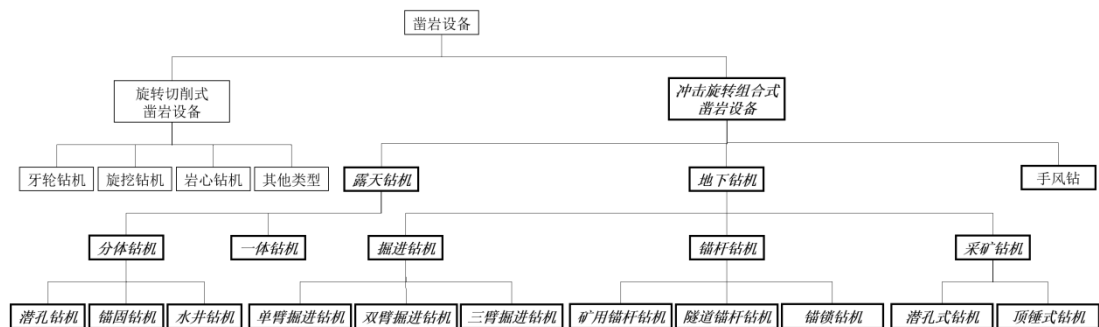 凿岩设备
旋转切削式
凿岩设备
冲击旋转组合式
凿岩设备
牙轮钻机
旋挖钻机
岩心钻机
其他类型
露天钻机
地下钻机
手风钻
分体钻机
一体钻机
掘进钻机
锚杆钻机
采矿钻机
潜孔钻机
锚固钻机
水井钻机
单臂掘进钻机
双臂掘进钻机
三臂掘进钻机
矿用锚杆钻机
隧道锚杆钻机
锚锁钻机
潜孔式钻机
顶锤式钻机